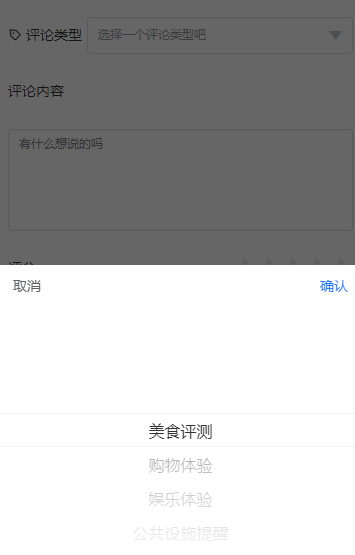 评论类型 选择一个评论类型吧
评论内容
有什么想说的吗
取消 确认
美食评测
购物体验
娱乐体验
公共设施提醒